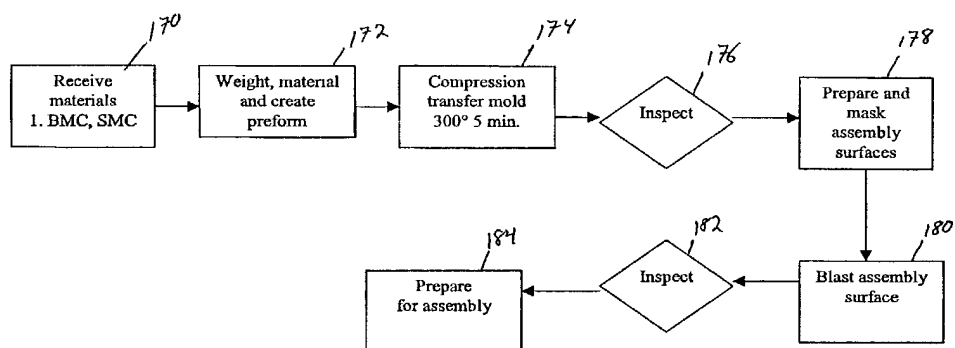 170
Receive
materials
1. BMC, SMC
172
Weight, material
and create
preform
174
Compression
transfer mold
300° 5 min.
176
Inspect
178
Prepare and
mask
assembly
surfaces
180
Blast assembly
surface
182
Inspect
184
Prepare
for assembly